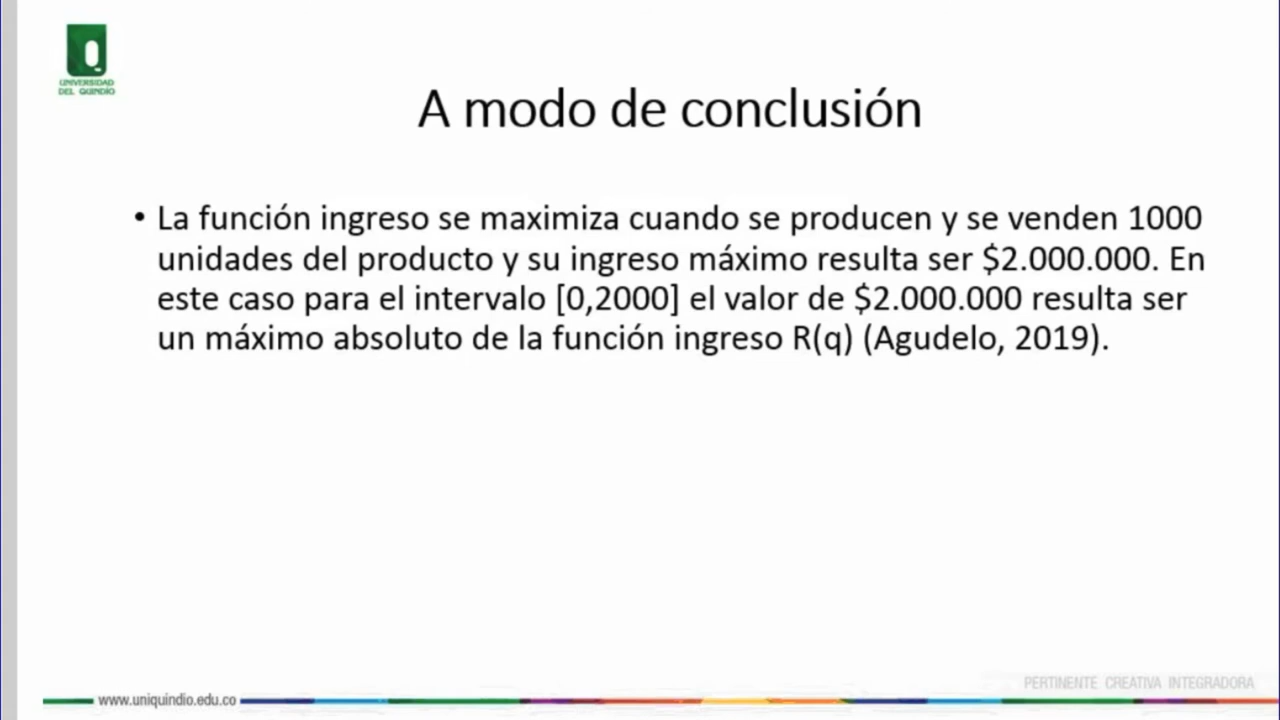 UNIVERSIDAD
DEL QUINDÍO
A modo de conclusión
• La función ingreso se maximiza cuando se producen y se venden 1000
unidades del producto y su ingreso máximo resulta ser $2.000.000. En
este caso para el intervalo [0,2000] el valor de $2.000.000 resulta ser
un máximo absoluto de la función ingreso R(q) (Agudelo, 2019).
PERTINENTE CREATIVA INTEGRADORA
www.uniquindio.edu.co